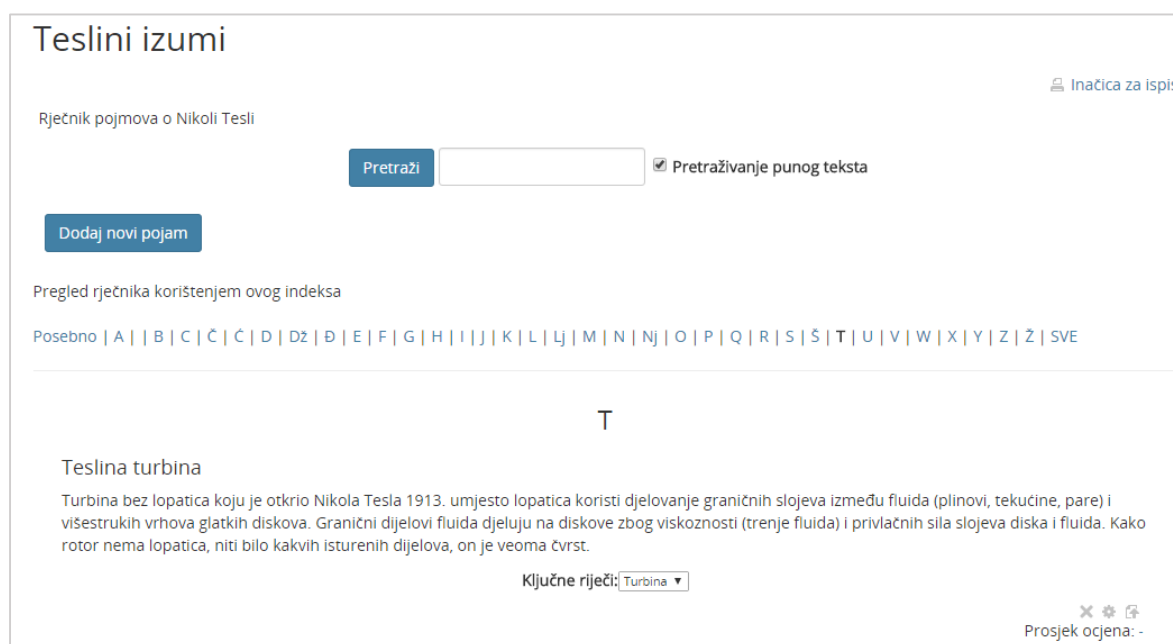 Teslini izumi
Inačica za ispis
Rječnik pojmova o Nikoli Tesli
Pretraži Pretraživanje punog teksta
Dodaj novi pojam
Pregled rječnika korištenjem ovog indeksa
Posebno | A | | B | C | Č | Ć | D | Dž | Đ | E | F | G | H | I | J | K | L | Lj | M | N | Nj | O | P | Q | R | S | Š | T | U | V | W | X | Y | Z | Ž | SVE
T
Teslina turbina
Turbina bez lopatica koju je otkrio Nikola Tesla 1913. umjesto lopatica koristi djelovanje graničnih slojeva između fluida (plinovi, tekućine, pare) i
višestrukih vrhova glatkih diskova. Granični dijelovi fluida djeluju na diskove zbog viskoznosti (trenje fluida) i privlačnih sila slojeva diska i fluida. Kako
rotor nema lopatica, niti bilo kakvih isturenih dijelova, on je veoma čvrst.
Ključne riječi: Turbina
Prosjek ocjena: -